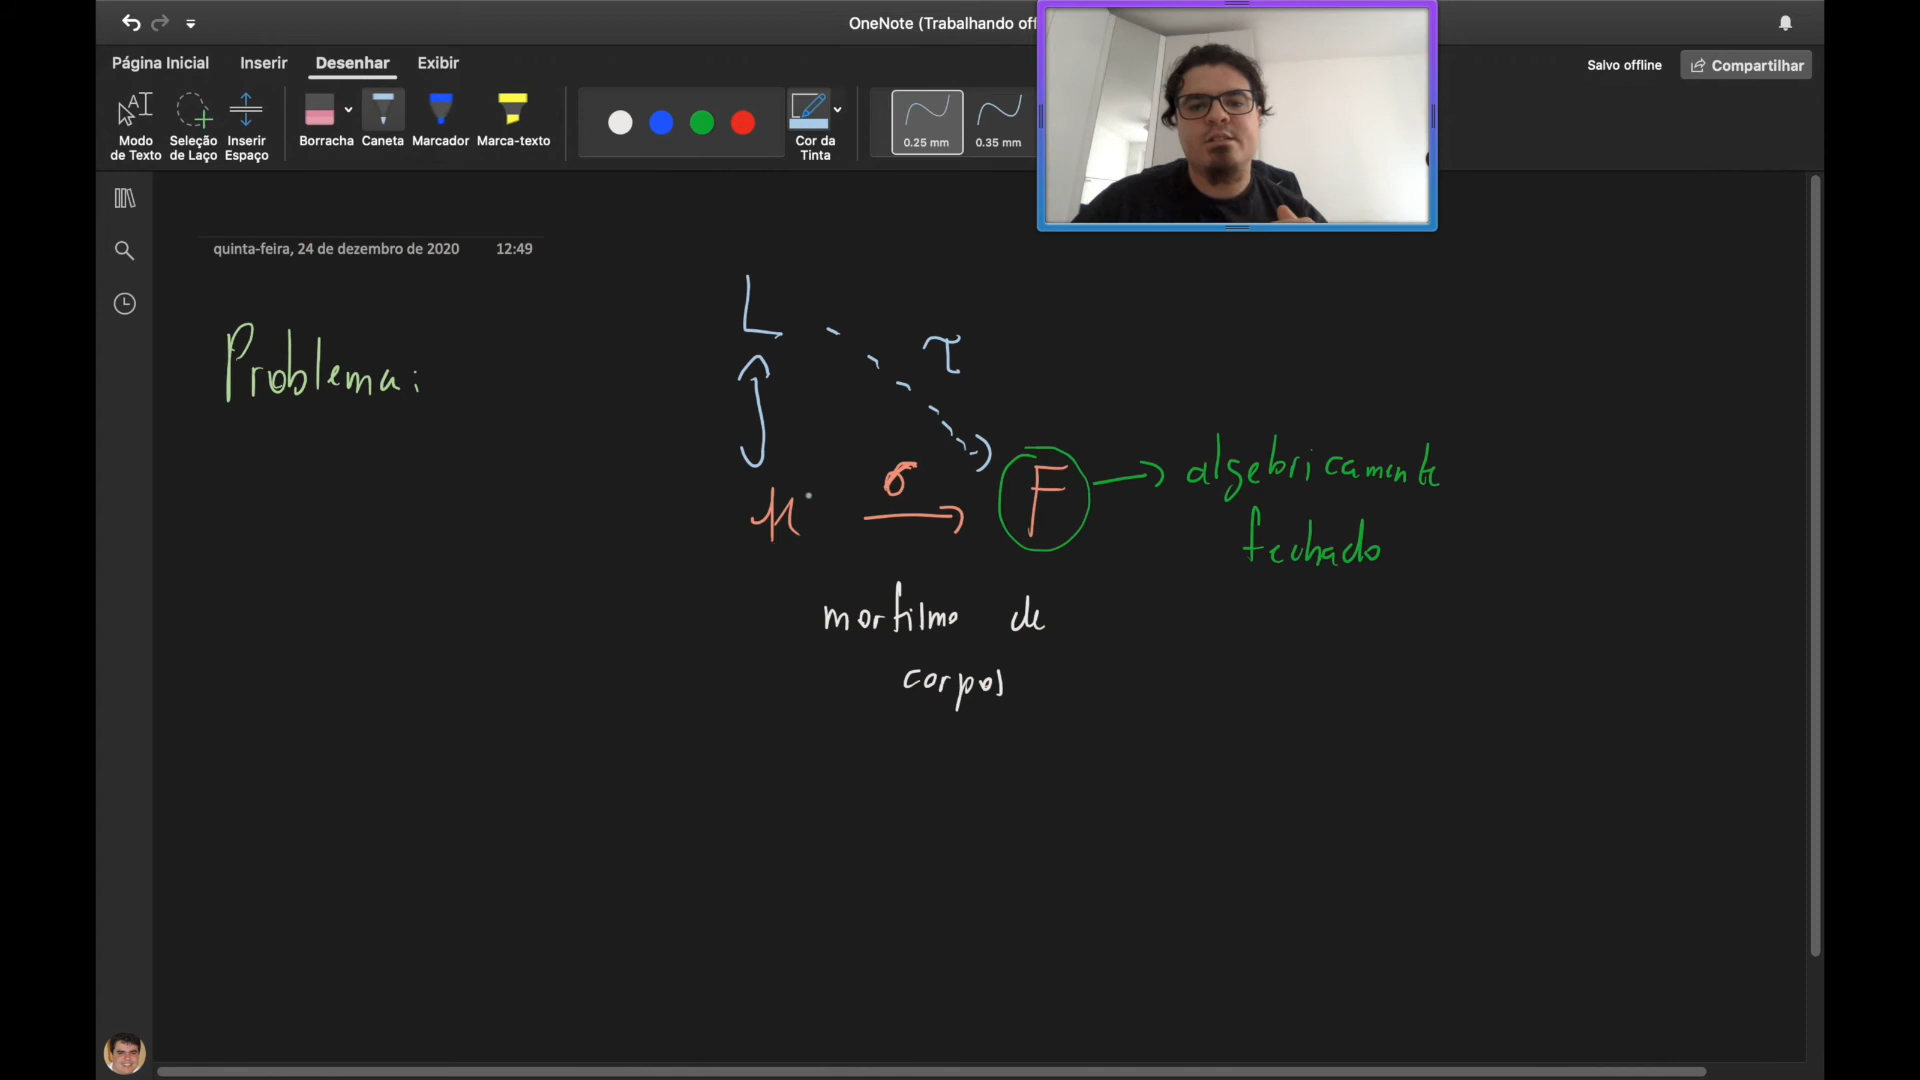 OneNote (Trabalhando off
Página Inicial Inserir Desenhar Exibir
Salvo offline Compartilhar
Modo de Texto Seleção de Laço Inserir Espaço Borracha Caneta Marcador Marca-texto Cor da Tinta 0.25 mm 0.35 mm
quinta-feira, 24 de dezembro de 2020 12:49
L
τ
Problema:
σ
F
algebricamente
fechado
morfismo de
corpos